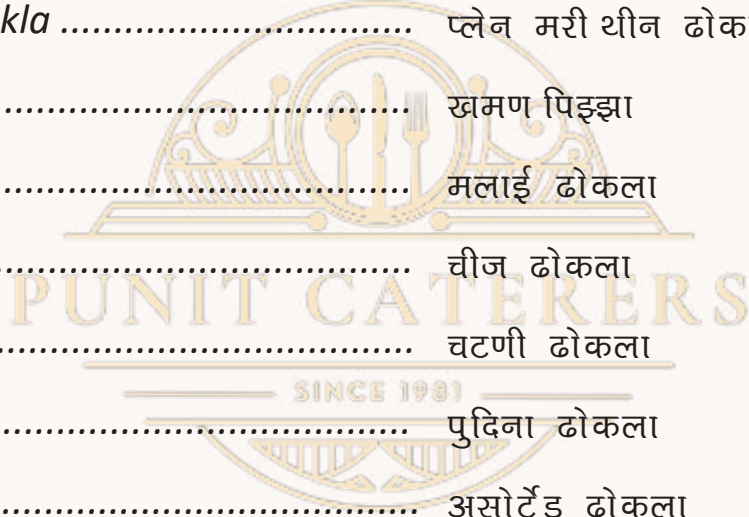 kla ................................. प्लेन मरी थीन ढोक
..................................... खमण पिझ्झा
..................................... मलाई ढोकला
..................................... चीज ढोकला
PUNIT CATERERS
..................................... चटणी ढोकला
SINCE 1981
..................................... पुदिना ढोकला
..................................... असोर्टेड ढोकला